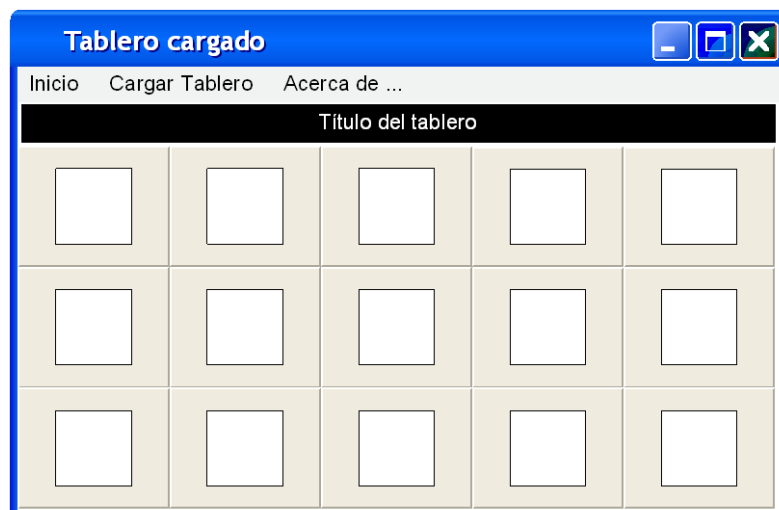 Tablero cargado
Inicio Cargar Tablero Acerca de ...
Título del tablero